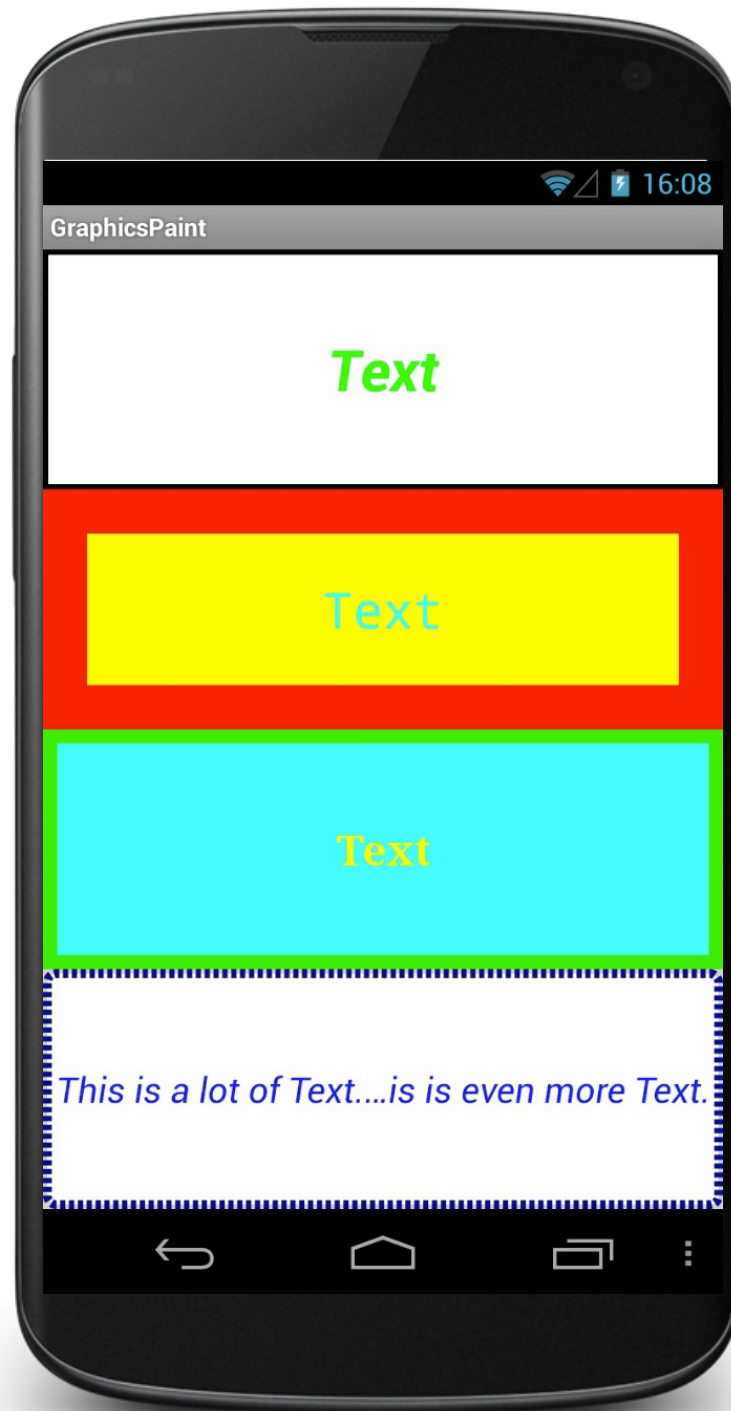 16:08
GraphicsPaint
Text
Text
Text
This is a lot of Text.…is is even more Text.